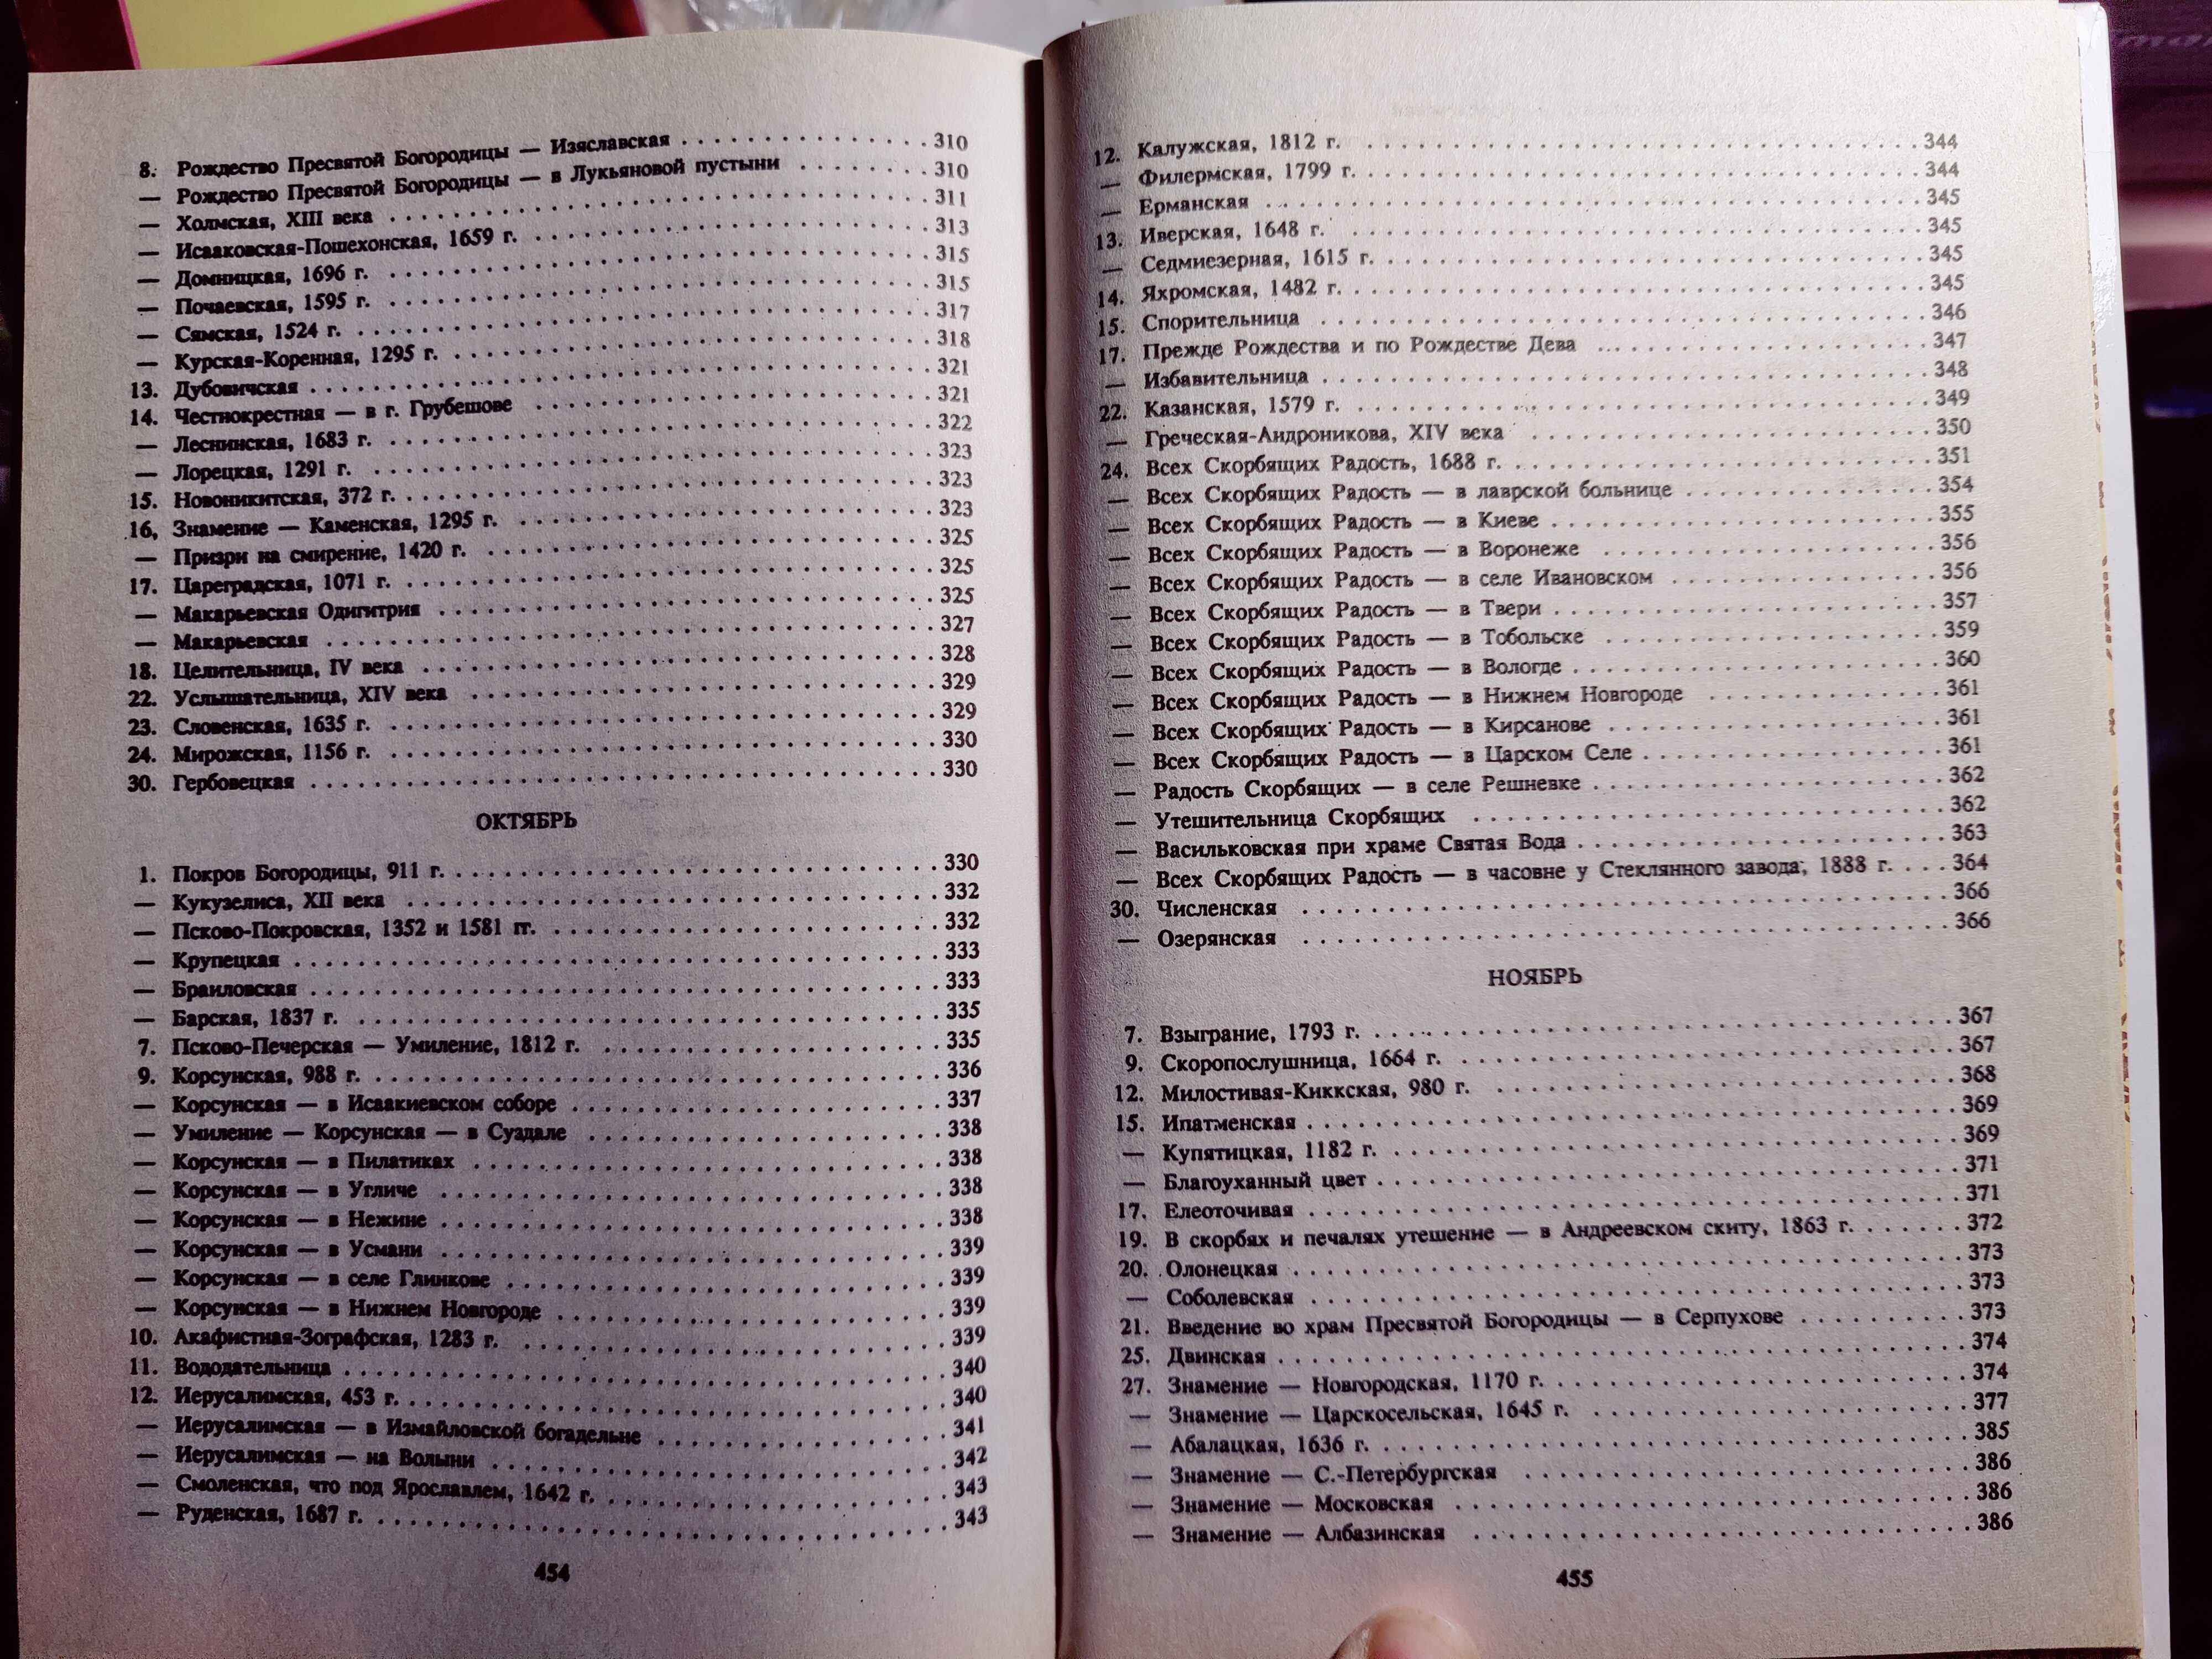 8. Рождество Пресвятой Богородицы — Изяславская . . . . . . . . . . . . . . . . . 310
— Рождество Пресвятой Богородицы — в Лукьяновой пустыни . . . . . . . . 310
— Холмская, XIII века . . . . . . . . . . . . . . . . . . . . . . . . . . . . . . 311
— Исааковская-Пошехонская, 1659 г. . . . . . . . . . . . . . . . . . . . . . . 313
— Домницкая, 1696 г. . . . . . . . . . . . . . . . . . . . . . . . . . . . . . 315
— Почаевская, 1595 г. . . . . . . . . . . . . . . . . . . . . . . . . . . . . . 315
— Сямская, 1524 г. . . . . . . . . . . . . . . . . . . . . . . . . . . . . . 317
— Курская-Коренная, 1295 г. . . . . . . . . . . . . . . . . . . . . . . . . . 318
13. Дубовичская . . . . . . . . . . . . . . . . . . . . . . . . . . . . . . 321
14. Честнокрестная — в г. Грубешове . . . . . . . . . . . . . . . . . . . . . . 321
— Леснинская, 1683 г. . . . . . . . . . . . . . . . . . . . . . . . . . . . . 322
— Лорецкая, 1291 г. . . . . . . . . . . . . . . . . . . . . . . . . . . . . . 323
15. Новоникитская, 372 г. . . . . . . . . . . . . . . . . . . . . . . . . . . . 323
16, Знамение — Каменская, 1295 г. . . . . . . . . . . . . . . . . . . . . . . . 323
— Призри на смирение, 1420 г. . . . . . . . . . . . . . . . . . . . . . . . . 325
17. Цареградская, 1071 г. . . . . . . . . . . . . . . . . . . . . . . . . . . . 325
— Макарьевская Одигитрия . . . . . . . . . . . . . . . . . . . . . . . . . . 325
— Макарьевская . . . . . . . . . . . . . . . . . . . . . . . . . . . . . . 327
18. Целительница, IV века . . . . . . . . . . . . . . . . . . . . . . . . . . . 328
22. Услышательница, XIV века . . . . . . . . . . . . . . . . . . . . . . . . . 329
23. Словенская, 1635 г. . . . . . . . . . . . . . . . . . . . . . . . . . . . . 329
24. Мирожская, 1156 г. . . . . . . . . . . . . . . . . . . . . . . . . . . . . 330
30. Гербовецкая . . . . . . . . . . . . . . . . . . . . . . . . . . . . . . 330
ОКТЯБРЬ
1. Покров Богородицы, 911 г. . . . . . . . . . . . . . . . . . . . . . . . . . 330
— Кукузелиса, XII века . . . . . . . . . . . . . . . . . . . . . . . . . . . . 332
— Псково-Покровская, 1352 и 1581 гг. . . . . . . . . . . . . . . . . . . . . . 332
— Крупецкая . . . . . . . . . . . . . . . . . . . . . . . . . . . . . . 333
— Браиловская . . . . . . . . . . . . . . . . . . . . . . . . . . . . . . 333
— Барская, 1837 г. . . . . . . . . . . . . . . . . . . . . . . . . . . . . . 335
7. Псково-Печерская — Умиление, 1812 г. . . . . . . . . . . . . . . . . . . . 335
9. Корсунская, 988 г. . . . . . . . . . . . . . . . . . . . . . . . . . . . . . 336
— Корсунская — в Исаакиевском соборе . . . . . . . . . . . . . . . . . . . . 337
— Умиление — Корсунская — в Суздале . . . . . . . . . . . . . . . . . . . . 338
— Корсунская — в Пилатиках . . . . . . . . . . . . . . . . . . . . . . . . . 338
— Корсунская — в Угличе . . . . . . . . . . . . . . . . . . . . . . . . . . 338
— Корсунская — в Нежине . . . . . . . . . . . . . . . . . . . . . . . . . . 338
— Корсунская — в Усмани . . . . . . . . . . . . . . . . . . . . . . . . . . 339
— Корсунская — в селе Глинкове . . . . . . . . . . . . . . . . . . . . . . . 339
— Корсунская — в Нижнем Новгороде . . . . . . . . . . . . . . . . . . . . . 339
10. Акафистная-Зографская, 1283 г. . . . . . . . . . . . . . . . . . . . . . . 339
11. Вододательница . . . . . . . . . . . . . . . . . . . . . . . . . . . . . 340
12. Иерусалимская, 453 г. . . . . . . . . . . . . . . . . . . . . . . . . . . . 340
— Иерусалимская — в Измайловской богадельне . . . . . . . . . . . . . . . . 341
— Иерусалимская — на Волыни . . . . . . . . . . . . . . . . . . . . . . . . 342
— Смоленская, что под Ярославлем, 1642 г. . . . . . . . . . . . . . . . . . . 343
— Руденская, 1687 г. . . . . . . . . . . . . . . . . . . . . . . . . . . . . 343
454
12. Калужская, 1812 г. . . . . . . . . . . . . . . . . . . . . . . . . . . . . . 344
— Филермская, 1799 г. . . . . . . . . . . . . . . . . . . . . . . . . . . . . 344
— Ерманская . . . . . . . . . . . . . . . . . . . . . . . . . . . . . . 345
13. Иверская, 1648 г. . . . . . . . . . . . . . . . . . . . . . . . . . . . . . 345
— Седмиезерная, 1615 г. . . . . . . . . . . . . . . . . . . . . . . . . . . . 345
14. Яхромская, 1482 г. . . . . . . . . . . . . . . . . . . . . . . . . . . . . . 345
15. Спорительница . . . . . . . . . . . . . . . . . . . . . . . . . . . . . . 346
17. Прежде Рождества и по Рождестве Дева . . . . . . . . . . . . . . . . . . . 347
— Избавительница . . . . . . . . . . . . . . . . . . . . . . . . . . . . . . 348
22. Казанская, 1579 г. . . . . . . . . . . . . . . . . . . . . . . . . . . . . . 349
— Греческая-Андроникова, XIV века . . . . . . . . . . . . . . . . . . . . . . 350
24. Всех Скорбящих Радость, 1688 г. . . . . . . . . . . . . . . . . . . . . . . 351
— Всех Скорбящих Радость — в лаврской больнице . . . . . . . . . . . . . . 354
— Всех Скорбящих Радость — в Киеве . . . . . . . . . . . . . . . . . . . . . 355
— Всех Скорбящих Радость — в Воронеже . . . . . . . . . . . . . . . . . . . 356
— Всех Скорбящих Радость — в селе Ивановском . . . . . . . . . . . . . . . 356
— Всех Скорбящих Радость — в Твери . . . . . . . . . . . . . . . . . . . . . 357
— Всех Скорбящих Радость — в Тобольске . . . . . . . . . . . . . . . . . . . 359
— Всех Скорбящих Радость — в Вологде . . . . . . . . . . . . . . . . . . . . 360
— Всех Скорбящих Радость — в Нижнем Новгороде . . . . . . . . . . . . . . 361
— Всех Скорбящих Радость — в Кирсанове . . . . . . . . . . . . . . . . . . . 361
— Всех Скорбящих Радость — в Царском Селе . . . . . . . . . . . . . . . . . 361
— Радость Скорбящих — в селе Решневке . . . . . . . . . . . . . . . . . . . 362
— Утешительница Скорбящих . . . . . . . . . . . . . . . . . . . . . . . . . 362
— Васильковская при храме Святая Вода . . . . . . . . . . . . . . . . . . . . 363
— Всех Скорбящих Радость — в часовне у Стеклянного завода, 1888 г. . . . . 364
30. Численская . . . . . . . . . . . . . . . . . . . . . . . . . . . . . . 366
— Озерянская . . . . . . . . . . . . . . . . . . . . . . . . . . . . . . 366
НОЯБРЬ
7. Взыграние, 1793 г. . . . . . . . . . . . . . . . . . . . . . . . . . . . . . 367
9. Скоропослушница, 1664 г. . . . . . . . . . . . . . . . . . . . . . . . . . 367
12. Милостивая-Киккская, 980 г. . . . . . . . . . . . . . . . . . . . . . . . . 368
15. Ипатменская . . . . . . . . . . . . . . . . . . . . . . . . . . . . . . 369
— Купятицкая, 1182 г. . . . . . . . . . . . . . . . . . . . . . . . . . . . . 369
— Благоуханный цвет . . . . . . . . . . . . . . . . . . . . . . . . . . . . 371
17. Елеоточивая . . . . . . . . . . . . . . . . . . . . . . . . . . . . . . 371
19. В скорбях и печалях утешение — в Андреевском скиту, 1863 г. . . . . . . . 372
20. Олонецкая . . . . . . . . . . . . . . . . . . . . . . . . . . . . . . 373
— Соболевская . . . . . . . . . . . . . . . . . . . . . . . . . . . . . . 373
21. Введение во храм Пресвятой Богородицы — в Серпухове . . . . . . . . . . 373
25. Двинская . . . . . . . . . . . . . . . . . . . . . . . . . . . . . . 374
27. Знамение — Новгородская, 1170 г. . . . . . . . . . . . . . . . . . . . . . 374
— Знамение — Царскосельская, 1645 г. . . . . . . . . . . . . . . . . . . . . 377
— Абалацкая, 1636 г. . . . . . . . . . . . . . . . . . . . . . . . . . . . . 385
— Знамение — С.-Петербургская . . . . . . . . . . . . . . . . . . . . . . . 386
— Знамение — Московская . . . . . . . . . . . . . . . . . . . . . . . . . . 386
— Знамение — Албазинская . . . . . . . . . . . . . . . . . . . . . . . . . 386
455